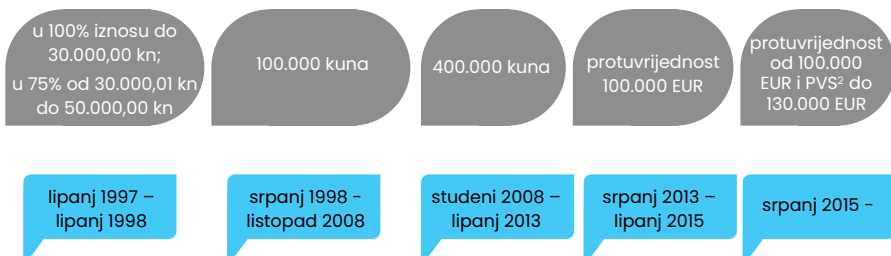 u 100% iznosu do
30.000,00 kn;
u 75% od 30.000,01 kn
do 50.000,00 kn
100.000 kuna
400.000 kuna
protuvrijednost
100.000 EUR
protuvrijednost
od 100.000
EUR i PVS² do
130.000 EUR
lipanj 1997 –
lipanj 1998
srpanj 1998 -
listopad 2008
studeni 2008 –
lipanj 2013
srpanj 2013 –
lipanj 2015
srpanj 2015 -